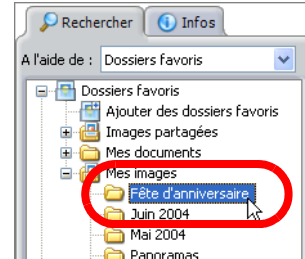 Rechercher Infos
A l'aide de : Dossiers favoris
Dossiers favoris
Ajouter des dossiers favoris
Images partagées
Mes documents
Mes images
Fête d'anniversaire
Juin 2004
Mai 2004
Panoramas